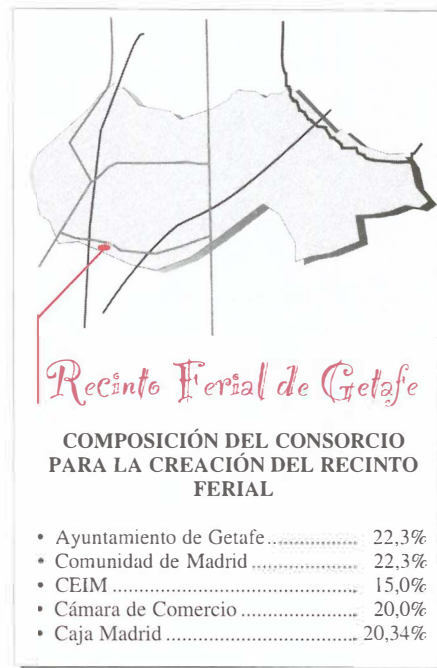 Recinto Ferial de Getafe
COMPOSICIÓN DEL CONSORCIO
PARA LA CREACIÓN DEL RECINTO
FERIAL
• Ayuntamiento de Getafe .................... 22,3%
• Comunidad de Madrid ....................... 22,3%
• CEIM ................................................ 15,0%
• Cámara de Comercio ........................ 20,0%
• Caja Madrid ...................................... 20,34%